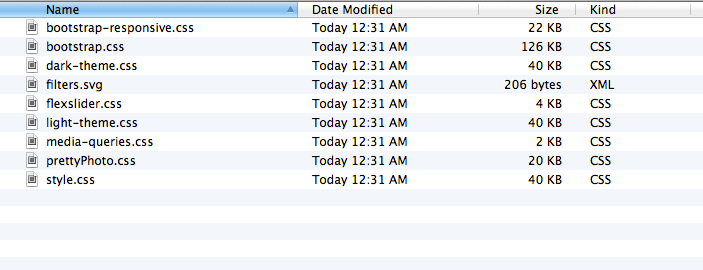 Name Date Modified Size Kind
bootstrap-responsive.css Today 12:31 AM 22 KB CSS
bootstrap.css Today 12:31 AM 126 KB CSS
dark-theme.css Today 12:31 AM 40 KB CSS
filters.svg Today 12:31 AM 206 bytes XML
flexslider.css Today 12:31 AM 4 KB CSS
light-theme.css Today 12:31 AM 40 KB CSS
media-queries.css Today 12:31 AM 2 KB CSS
prettyPhoto.css Today 12:31 AM 20 KB CSS
style.css Today 12:31 AM 40 KB CSS